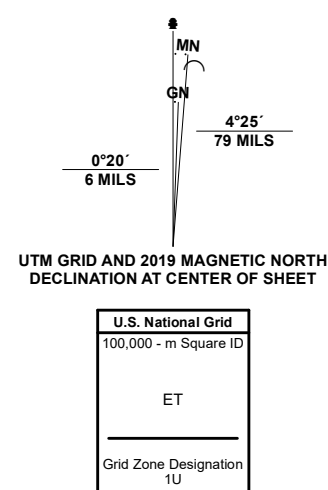 MN
GN
4°25´
79 MILS
0°20´
6 MILS
UTM GRID AND 2019 MAGNETIC NORTH
DECLINATION AT CENTER OF SHEET
U.S. National Grid
100,000 - m Square ID
ET
Grid Zone Designation
1U